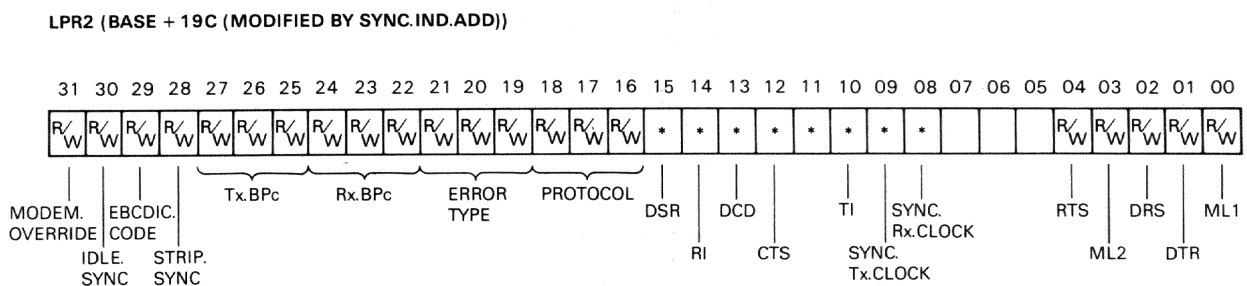 LPR2 (BASE + 19C (MODIFIED BY SYNC.IND.ADD))
31 30 29 28 27 26 25 24 23 22 21 20 19 18 17 16 15 14 13 12 11 10 09 08 07 06 05 04 03 02 01 00
R/W R/W R/W R/W R/W R/W R/W R/W R/W R/W R/W R/W R/W R/W R/W R/W * * * * * * * * R/W R/W R/W R/W R/W
Tx.BPc Rx.BPc ERROR PROTOCOL
TYPE
MODEM. EBCDIC. DSR DCD TI SYNC. RTS DRS ML1
OVERRIDE CODE Rx.CLOCK
IDLE. STRIP. RI CTS SYNC. ML2 DTR
SYNC SYNC Tx.CLOCK